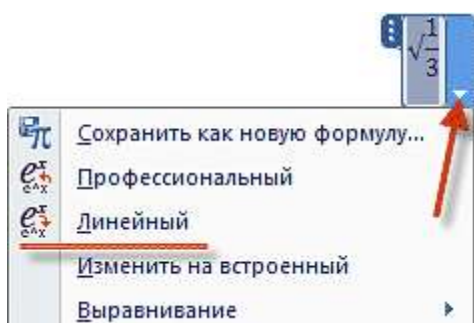 √1/3
Сохранить как новую формулу...
Профессиональный
Линейный
Изменить на встроенный
Выравнивание